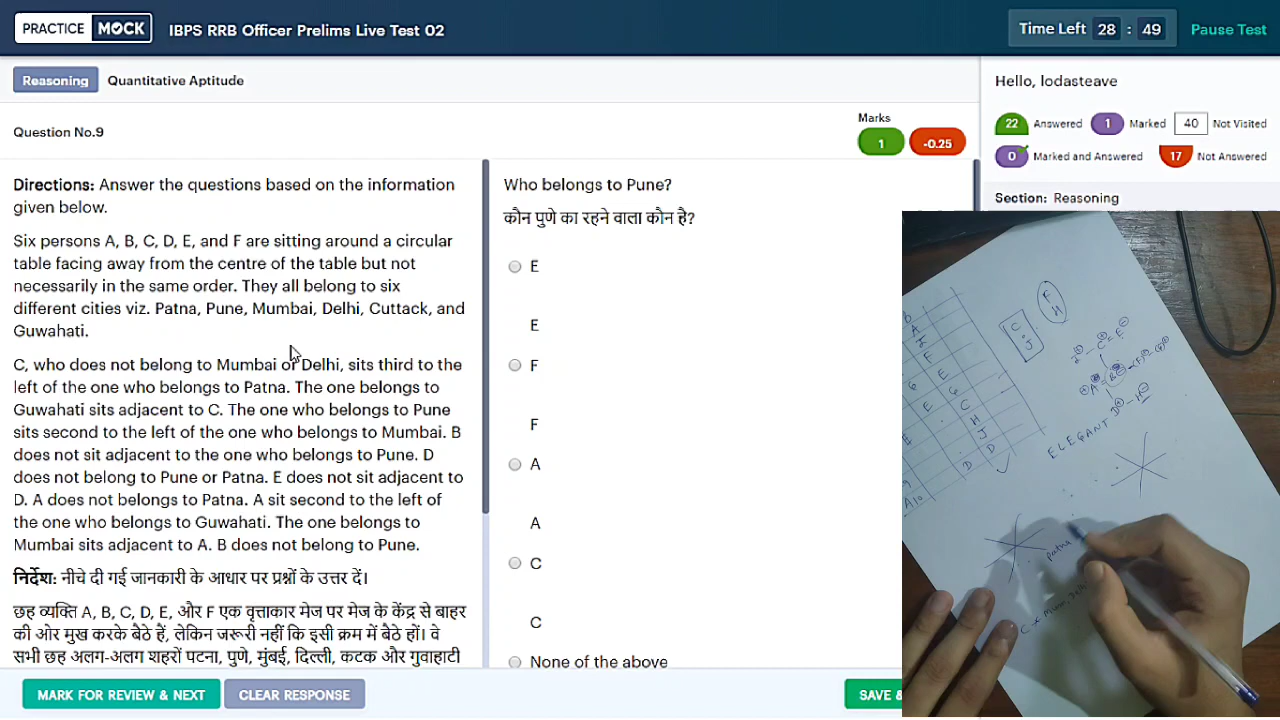 PRACTICE MOCK
IBPS RRB Officer Prelims Live Test 02
Time Left 28 : 49
Pause Test
Reasoning
Quantitative Aptitude
Hello, lodasteave
Question No.9
Marks
1
-0.25
22 Answered
1 Marked
40 Not Visited
0 Marked and Answered
17 Not Answered
Section: Reasoning
Directions: Answer the questions based on the information
given below.
Six persons A, B, C, D, E, and F are sitting around a circular
table facing away from the centre of the table but not
necessarily in the same order. They all belong to six
different cities viz. Patna, Pune, Mumbai, Delhi, Cuttack, and
Guwahati.
C, who does not belong to Mumbai or Delhi, sits third to the
left of the one who belongs to Patna. The one belongs to
Guwahati sits adjacent to C. The one who belongs to Pune
sits second to the left of the one who belongs to Mumbai. B
does not sit adjacent to the one who belongs to Pune. D
does not belong to Pune or Patna. E does not sit adjacent to
D. A does not belongs to Patna. A sit second to the left of
the one who belongs to Guwahati. The one belongs to
Mumbai sits adjacent to A. B does not belong to Pune.
निर्देश: नीचे दी गई जानकारी के आधार पर प्रश्नों के उत्तर दें।
छह व्यक्ति A, B, C, D, E, और F एक वृत्ताकार मेज पर मेज के केंद्र से बाहर
की ओर मुख करके बैठे हैं, लेकिन जरूरी नहीं कि इसी क्रम में बैठे हों। वे
सभी छह अलग-अलग शहरों पटना, पुणे, मुंबई, दिल्ली, कटक और गुवाहाटी
Who belongs to Pune?
कौन पुणे का रहने वाला कौन है?
E
E
F
F
A
A
C
C
None of the above
MARK FOR REVIEW & NEXT
CLEAR RESPONSE
SAVE &
F
H
C
J
ELEGANT
Patna